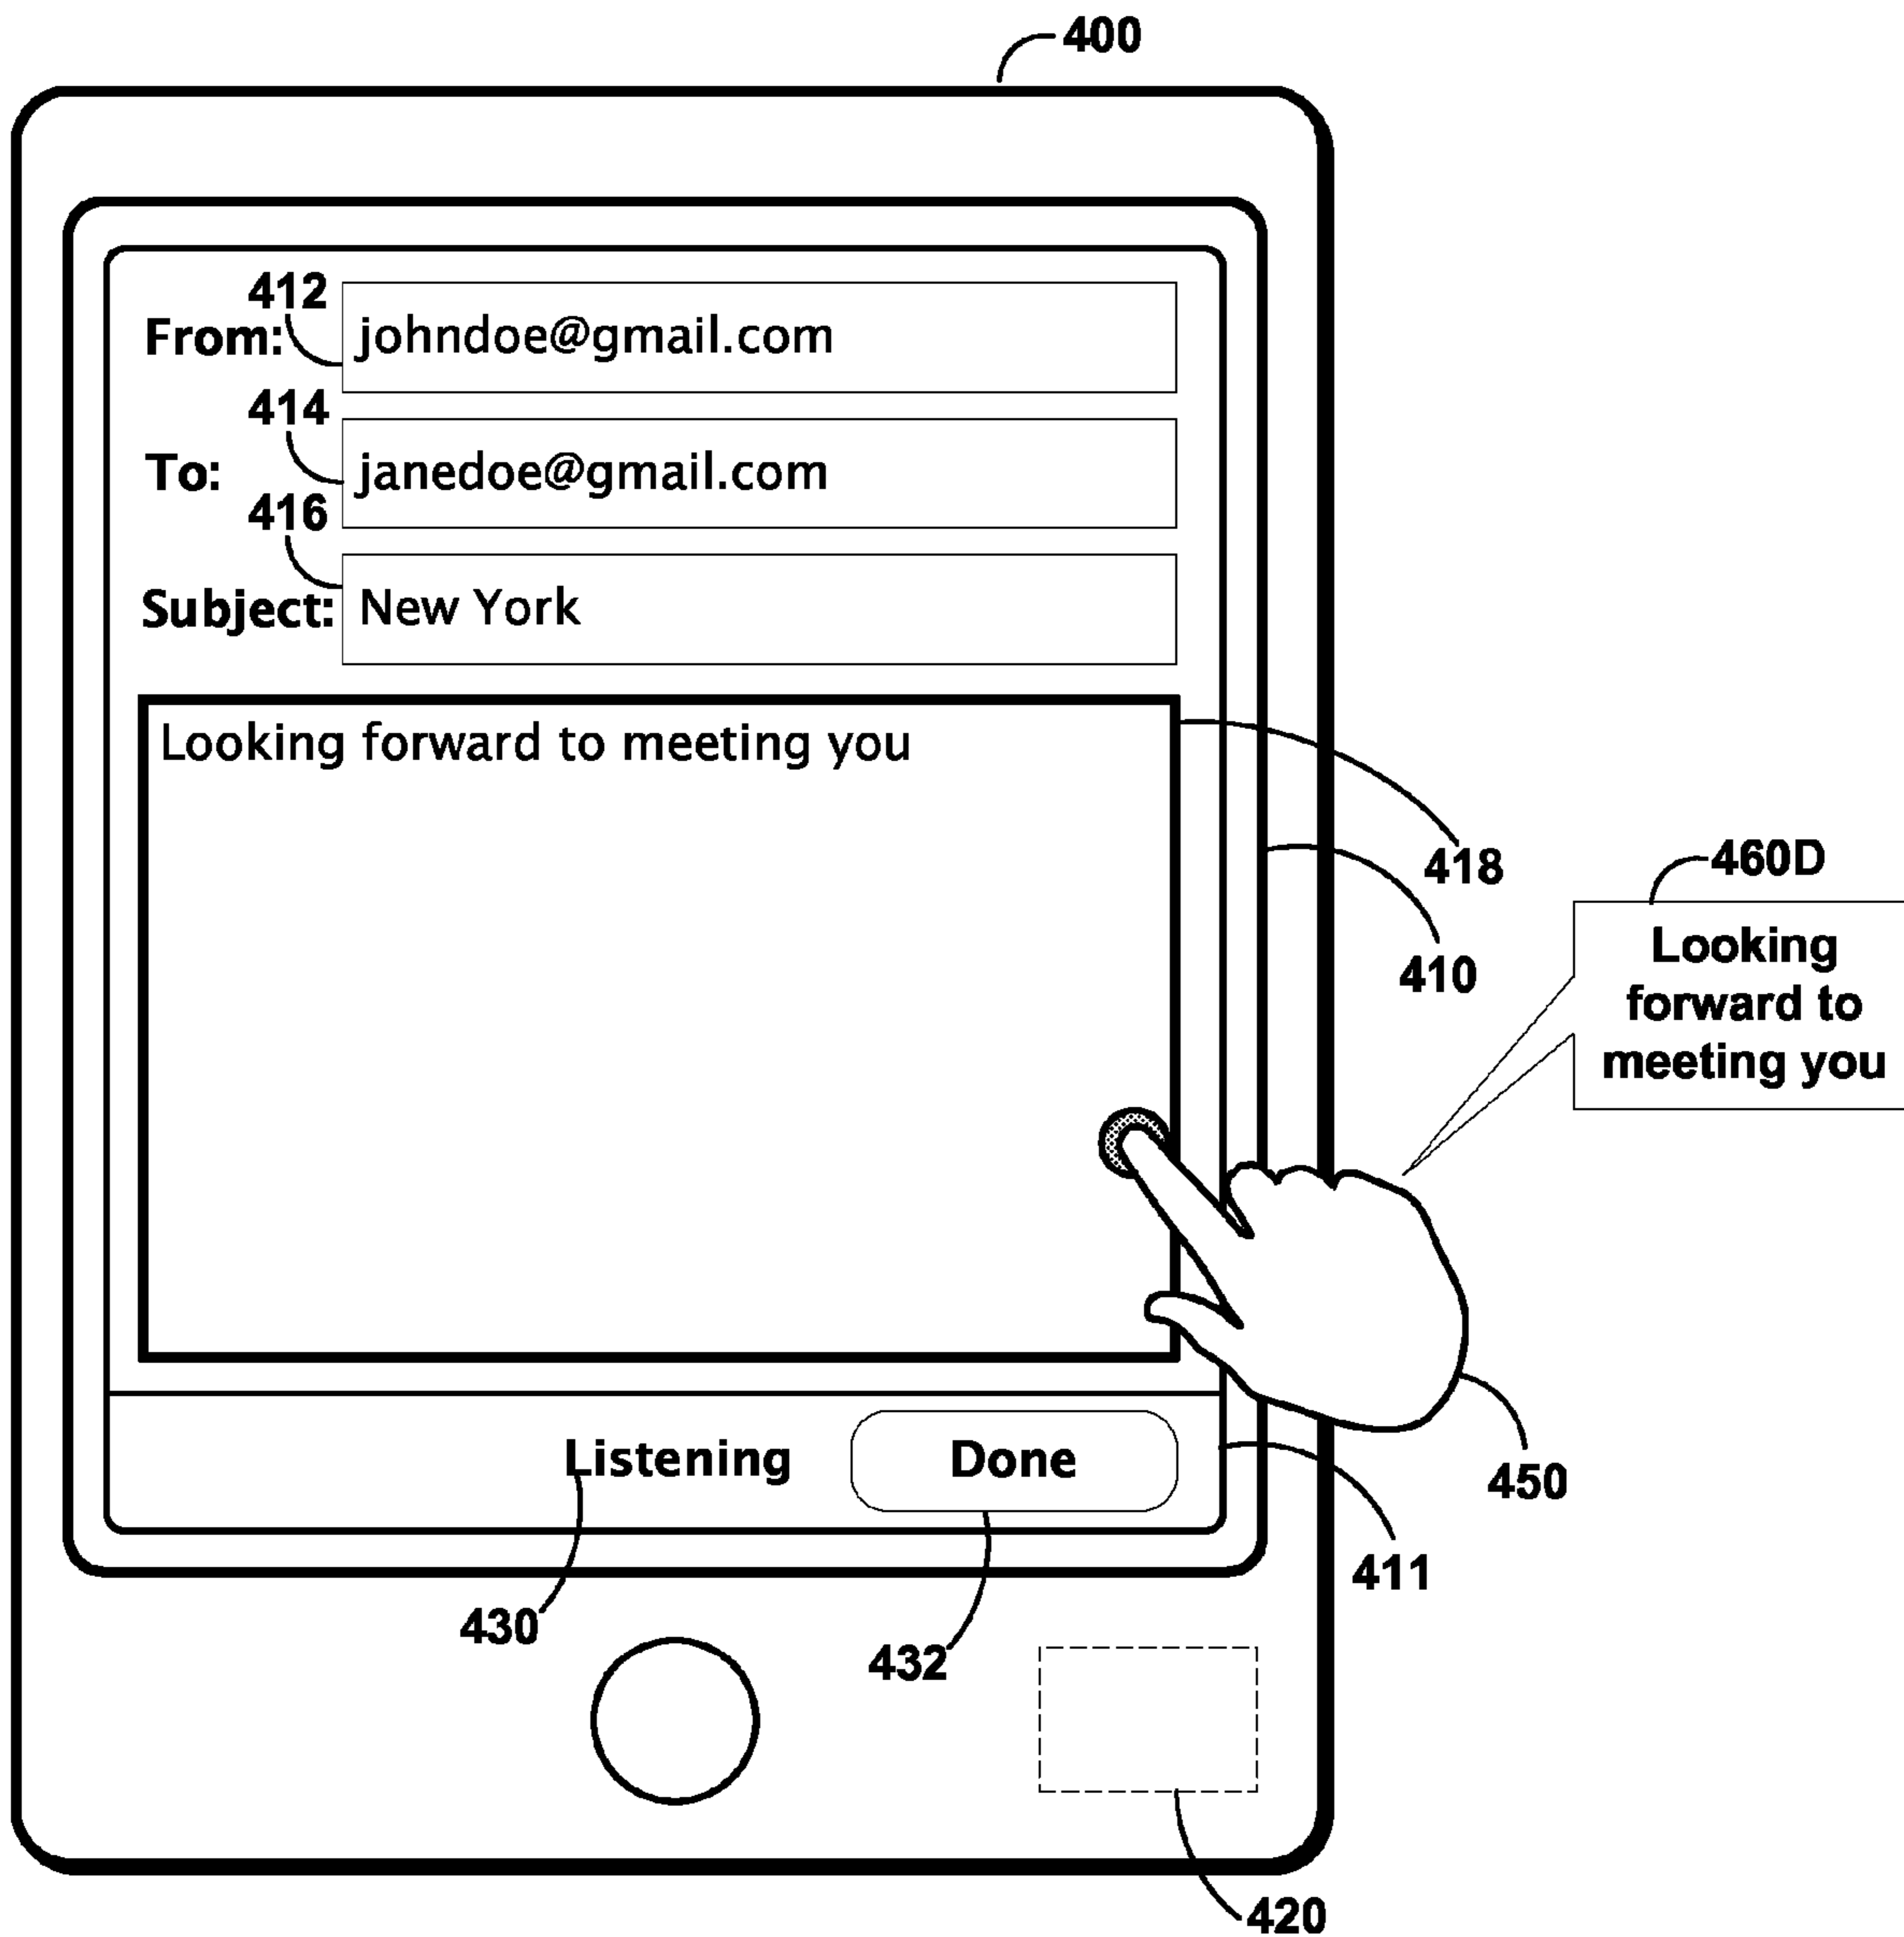 400
412
From: johndoe@gmail.com
414
To: janedoe@gmail.com
416
Subject: New York
Looking forward to meeting you
418
460D
410
Looking
forward to
meeting you
Listening Done
450
411
430
432
420